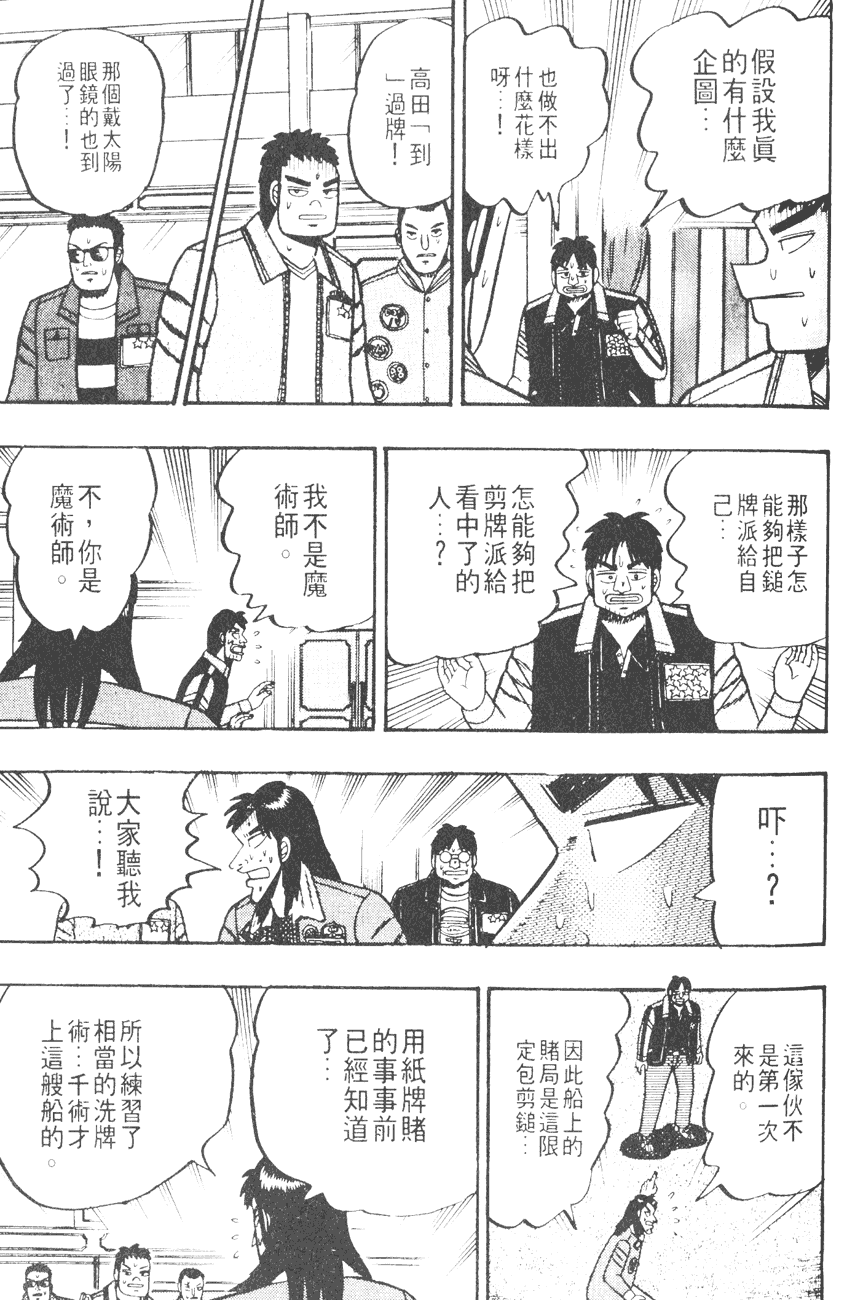 假設我真
的有什麼
企圖…
也做不出
什麼花樣
呀…！
高田「到
」過牌！
那個戴太陽
眼鏡的也到
過了…！
那樣子怎
能夠把鎚
牌派給自
己…
怎能夠把
剪牌派給
看中了的
人…？
我不是魔
術師。
不，你是
魔術師。
吓…？
大家聽我
說…！
這傢伙不
是第一次
來的。
因此船上的
賭局是這限
定包剪鎚…
用紙牌賭
的事事前
已經知道
了…
所以練習了
相當的洗牌
術…千術才
上這艘船的。